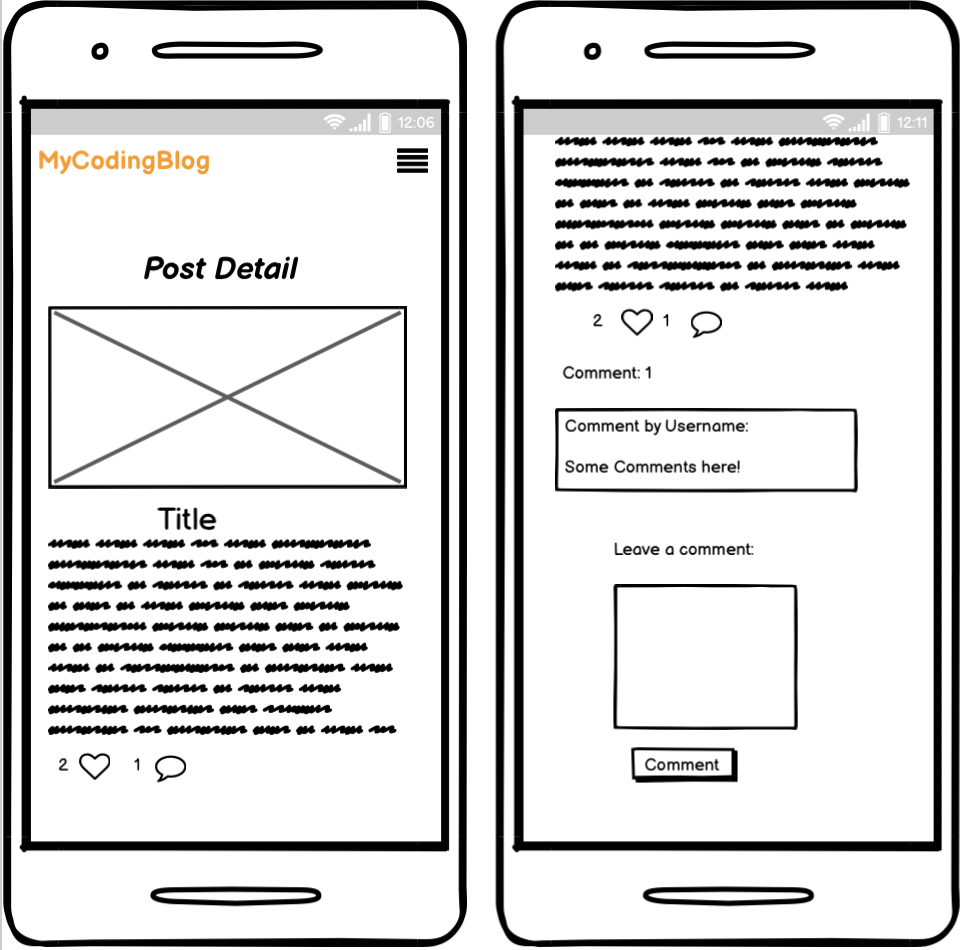 12:06
MyCodingBlog
Post Detail
Title
2 1
12:11
2 1
Comment: 1
Comment by Username:
Some Comments here!
Leave a comment:
Comment